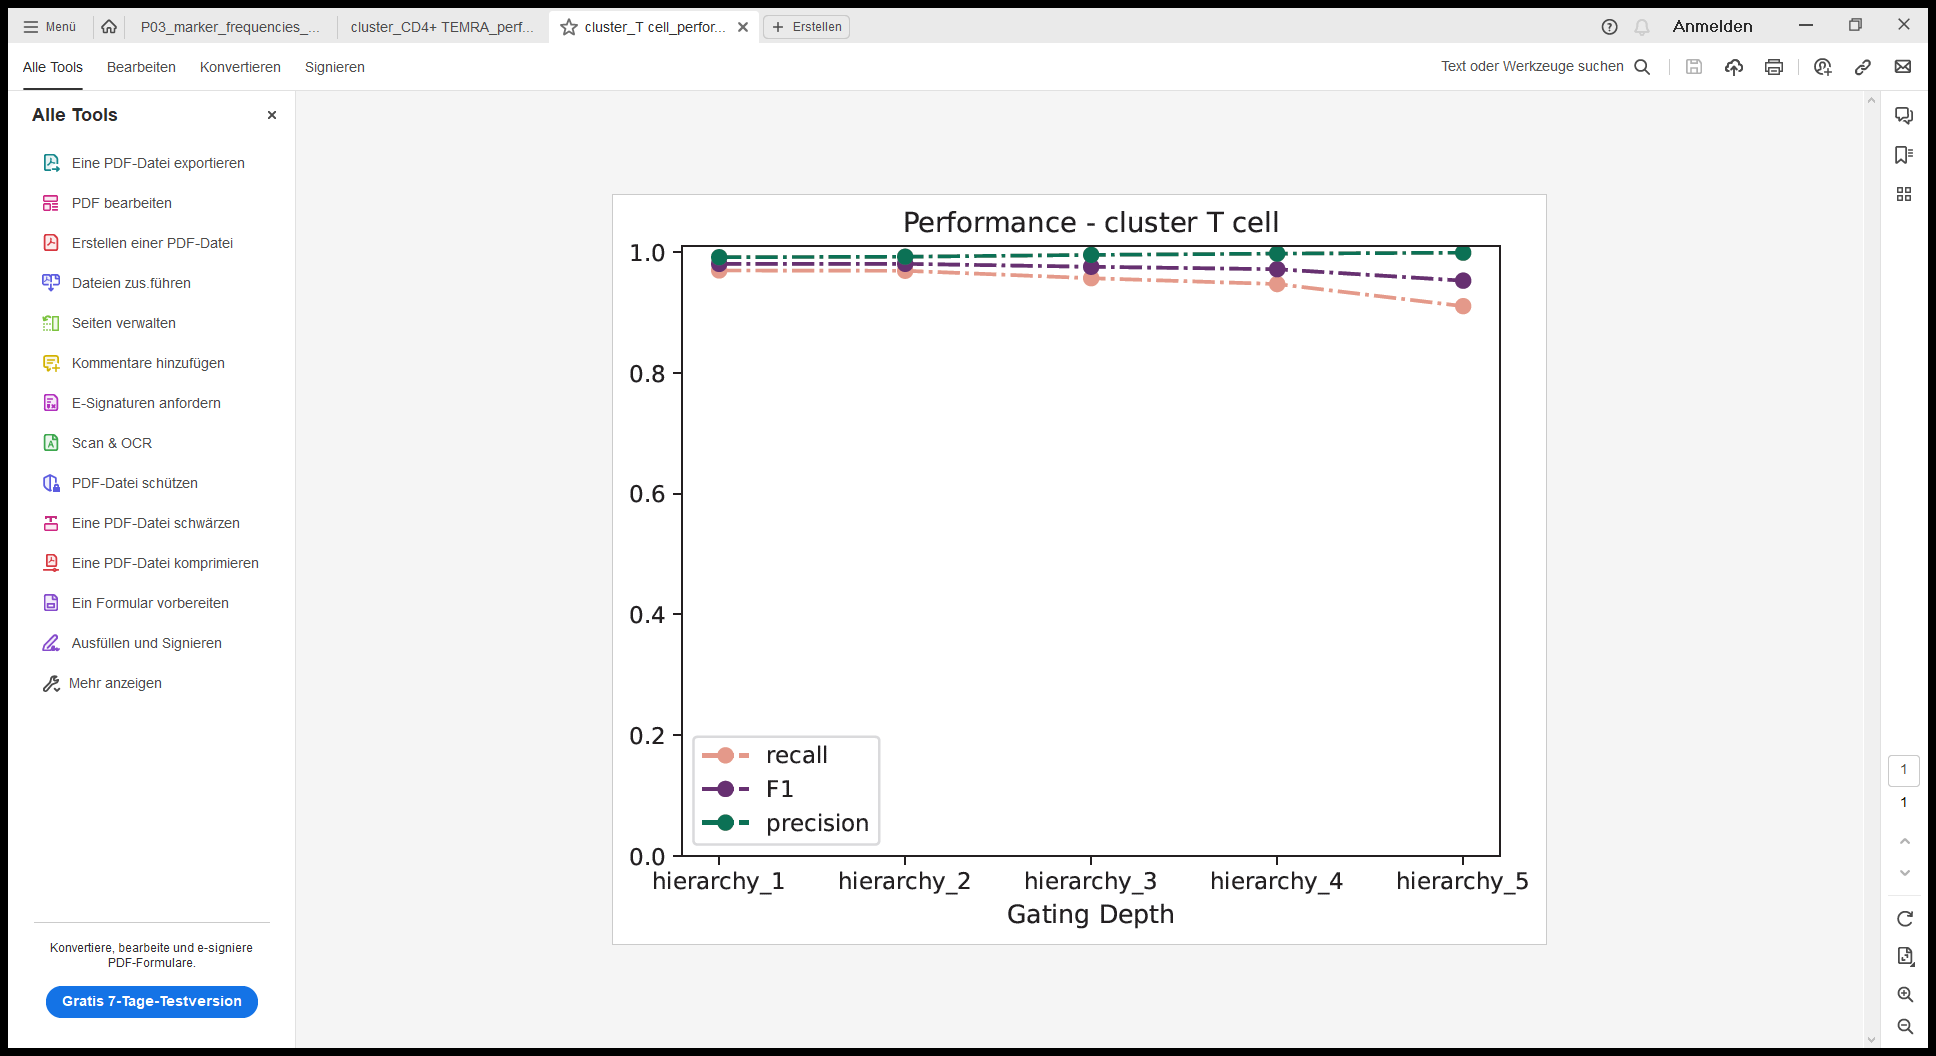 Menü
P03_marker_frequencies_...
cluster_CD4+ TEMRA_perf...
cluster_T cell_perfor...
Erstellen
Anmelden
Alle Tools
Bearbeiten
Konvertieren
Signieren
Text oder Werkzeuge suchen
Alle Tools
Eine PDF-Datei exportieren
PDF bearbeiten
Erstellen einer PDF-Datei
Dateien zus.führen
Seiten verwalten
Kommentare hinzufügen
E-Signaturen anfordern
Scan & OCR
PDF-Datei schützen
Eine PDF-Datei schwärzen
Eine PDF-Datei komprimieren
Ein Formular vorbereiten
Ausfüllen und Signieren
Mehr anzeigen
Konvertiere, bearbeite und e-signiere
PDF-Formulare.
Gratis 7-Tage-Testversion
Performance - cluster T cell
1.0
0.8
0.6
0.4
0.2
0.0
recall
F1
precision
hierarchy_1
hierarchy_2
hierarchy_3
hierarchy_4
hierarchy_5
Gating Depth
1
1